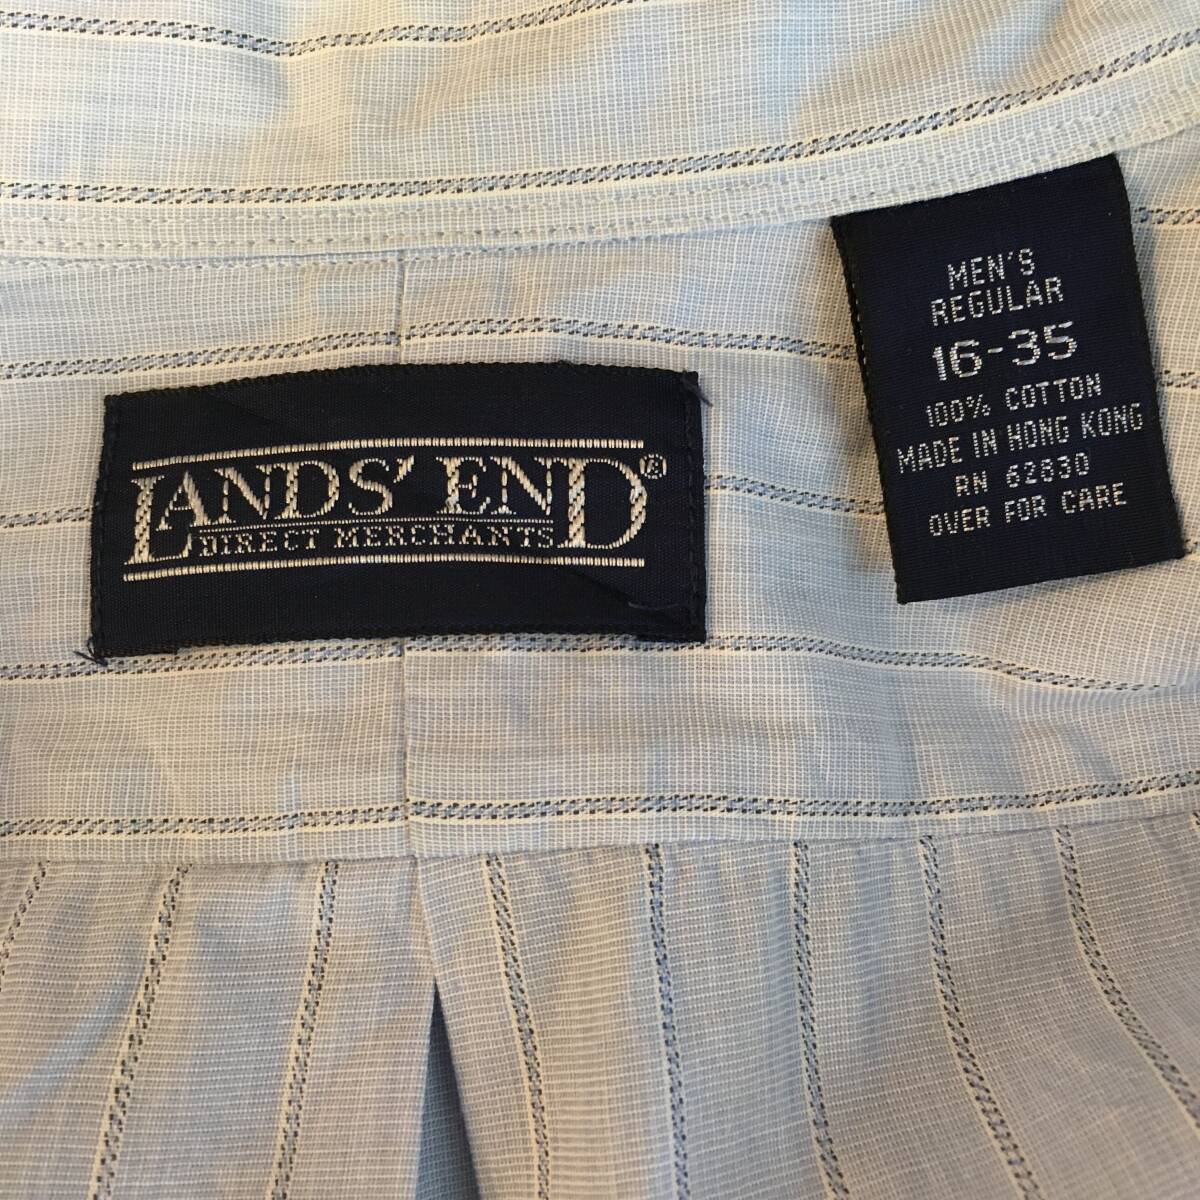 LANDS' END®
DIRECT MERCHANTS
MEN'S
REGULAR
16-35
100% COTTON
MADE IN HONG KONG
RN 62830
OVER FOR CARE